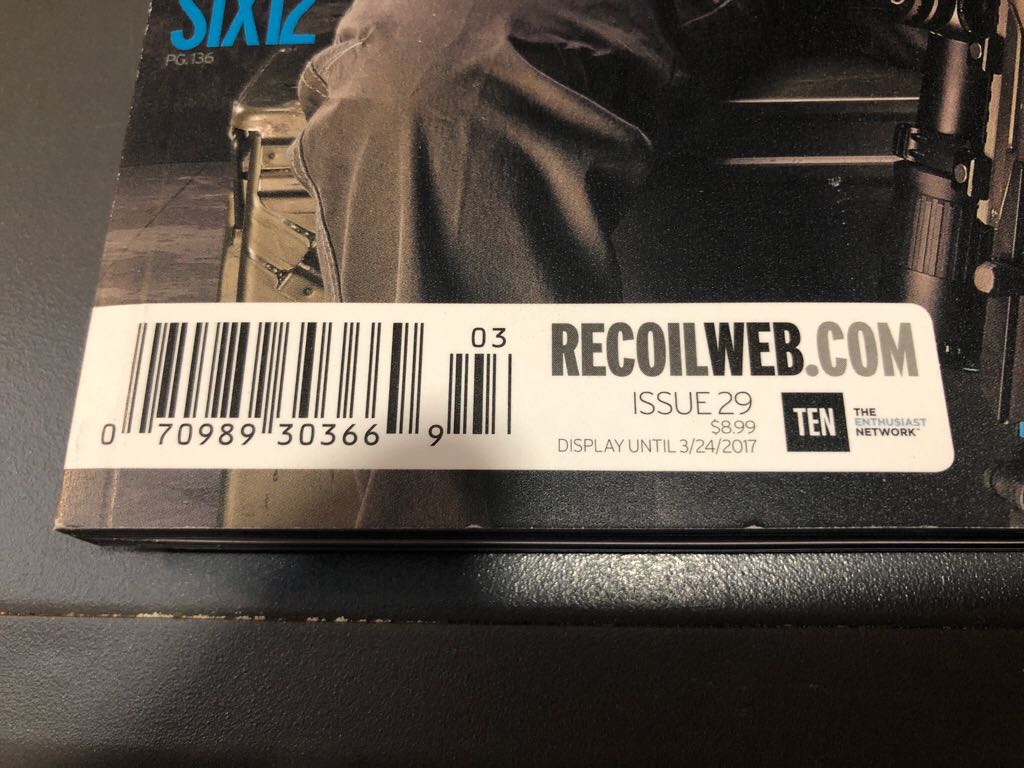 SIX12
PG. 136
03
0 70989 30366 9
RECOILWEB.COM
ISSUE 29
$8.99
DISPLAY UNTIL 3/24/2017
TEN
THE
ENTHUSIAST
NETWORK™